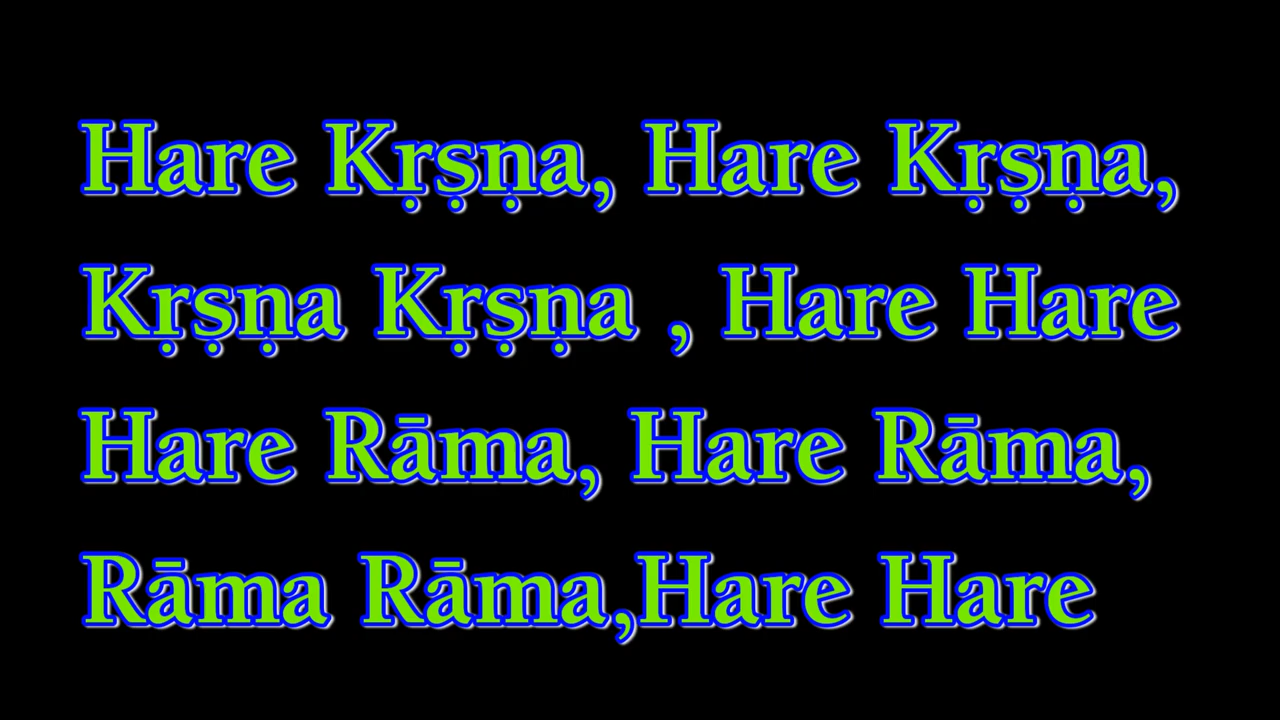 Hare Kṛṣṇa, Hare Kṛṣṇa,
Kṛṣṇa Kṛṣṇa , Hare Hare
Hare Rāma, Hare Rāma,
Rāma Rāma,Hare Hare